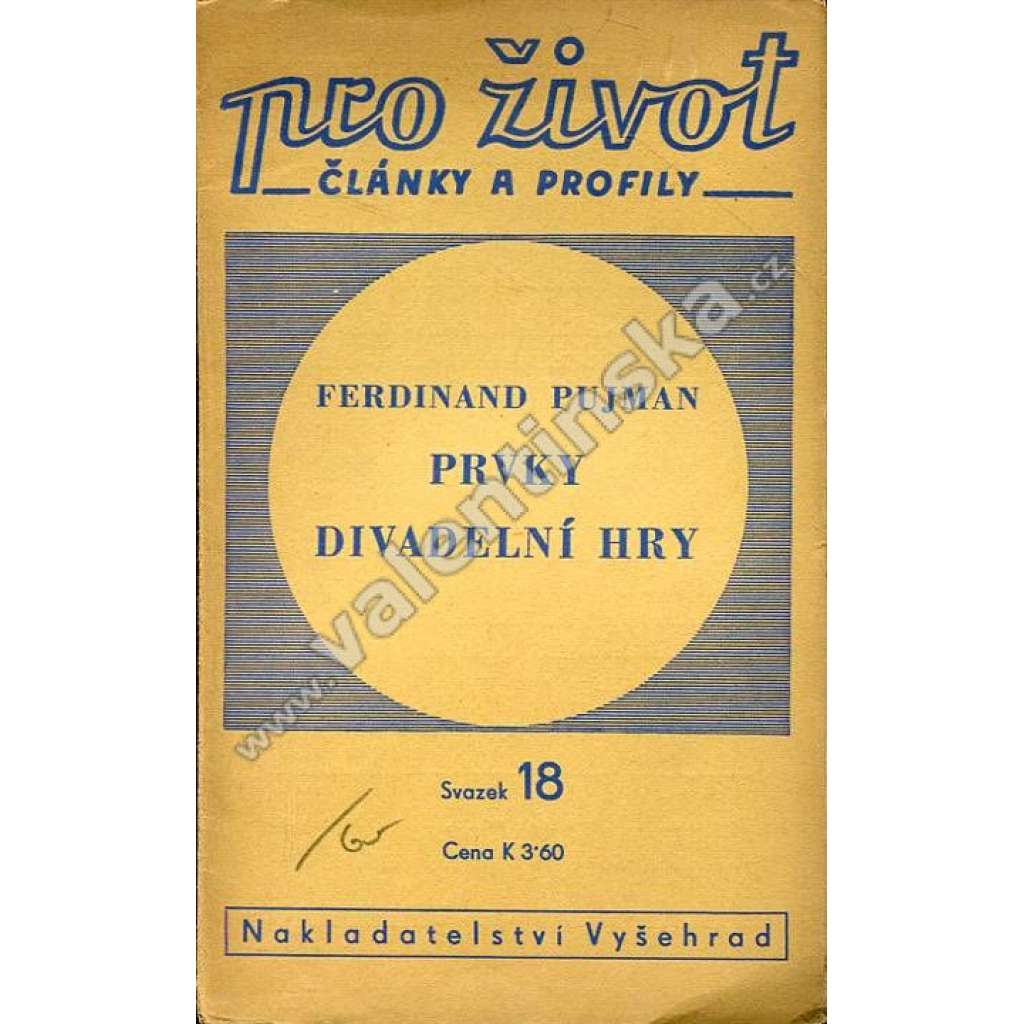 pro život
ČLÁNKY A PROFILY
FERDINAND PUJMAN
PRVKY
DIVADELNÍ HRY
www.valentinska.cz
Svazek 18
Cena K 3·60
Nakladatelství Vyšehrad